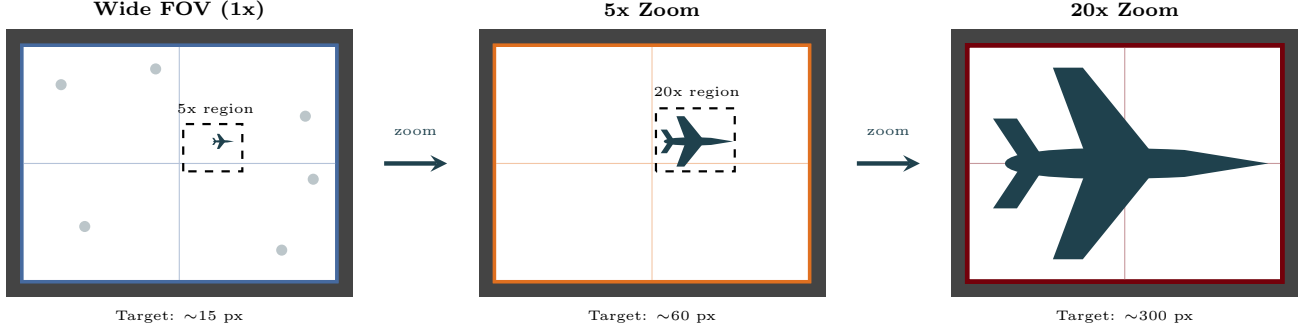 Wide FOV (1x)
5x Zoom
20x Zoom
5x region
20x region
zoom
zoom
Target: ~15 px
Target: ~60 px
Target: ~300 px